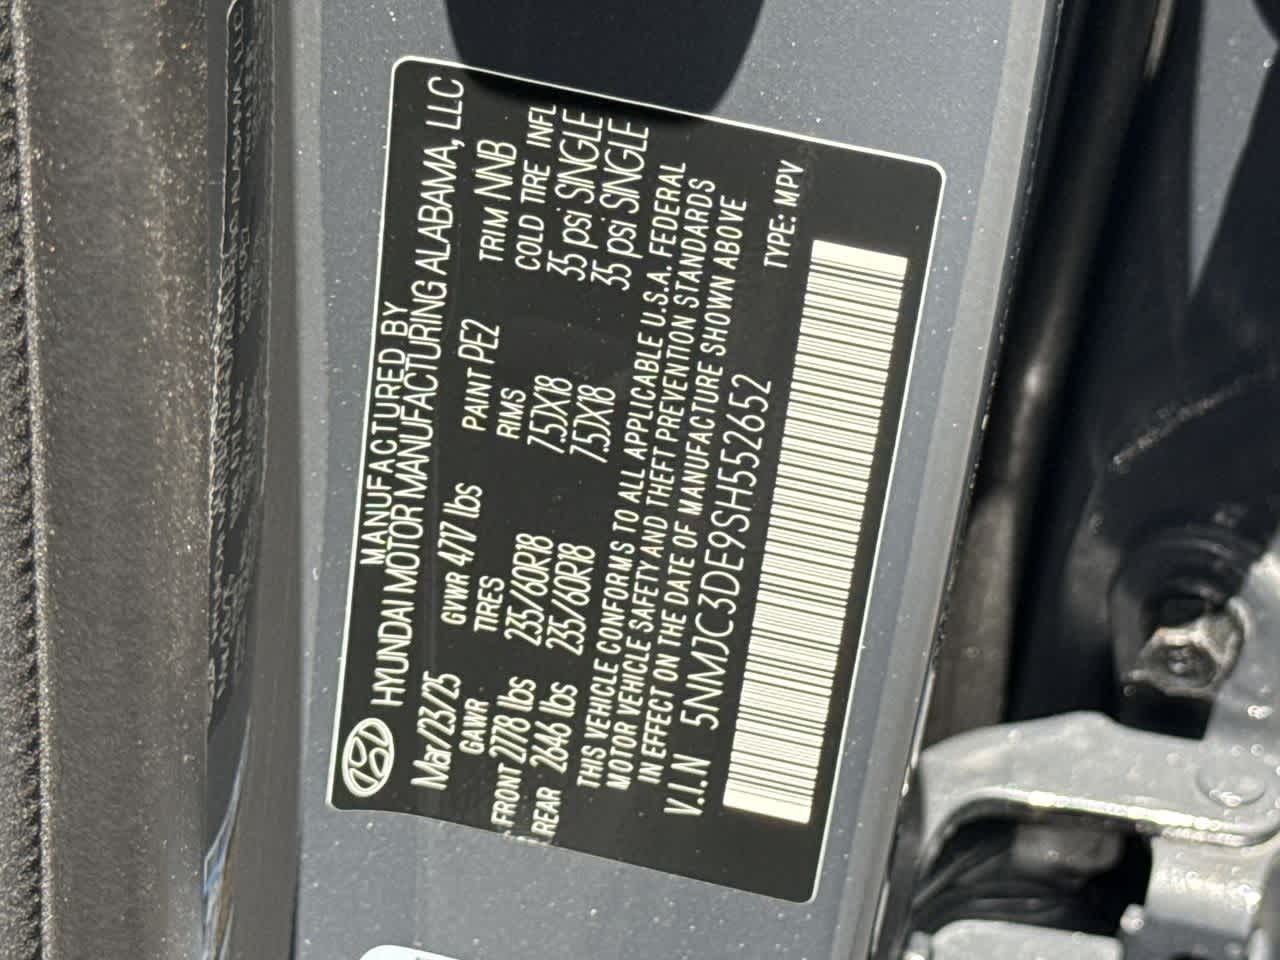 MANUFACTURED BY
HYUNDAI MOTOR MANUFACTURING ALABAMA, LLC
Mar/23/25 GVWR 4717 lbs PAINT PE2 TRIM NNB
GAWR TIRES RIMS COLD TIRE INFL
FRONT 2778 lbs 235/60R18 7.5JX18 35 psi SINGLE
REAR 2646 lbs 235/60R18 7.5JX18 35 psi SINGLE
THIS VEHICLE CONFORMS TO ALL APPLICABLE U.S.A. FEDERAL
MOTOR VEHICLE SAFETY AND THEFT PREVENTION STANDARDS
IN EFFECT ON THE DATE OF MANUFACTURE SHOWN ABOVE
V.I.N 5NMJC3DE9SH552652 TYPE: MPV